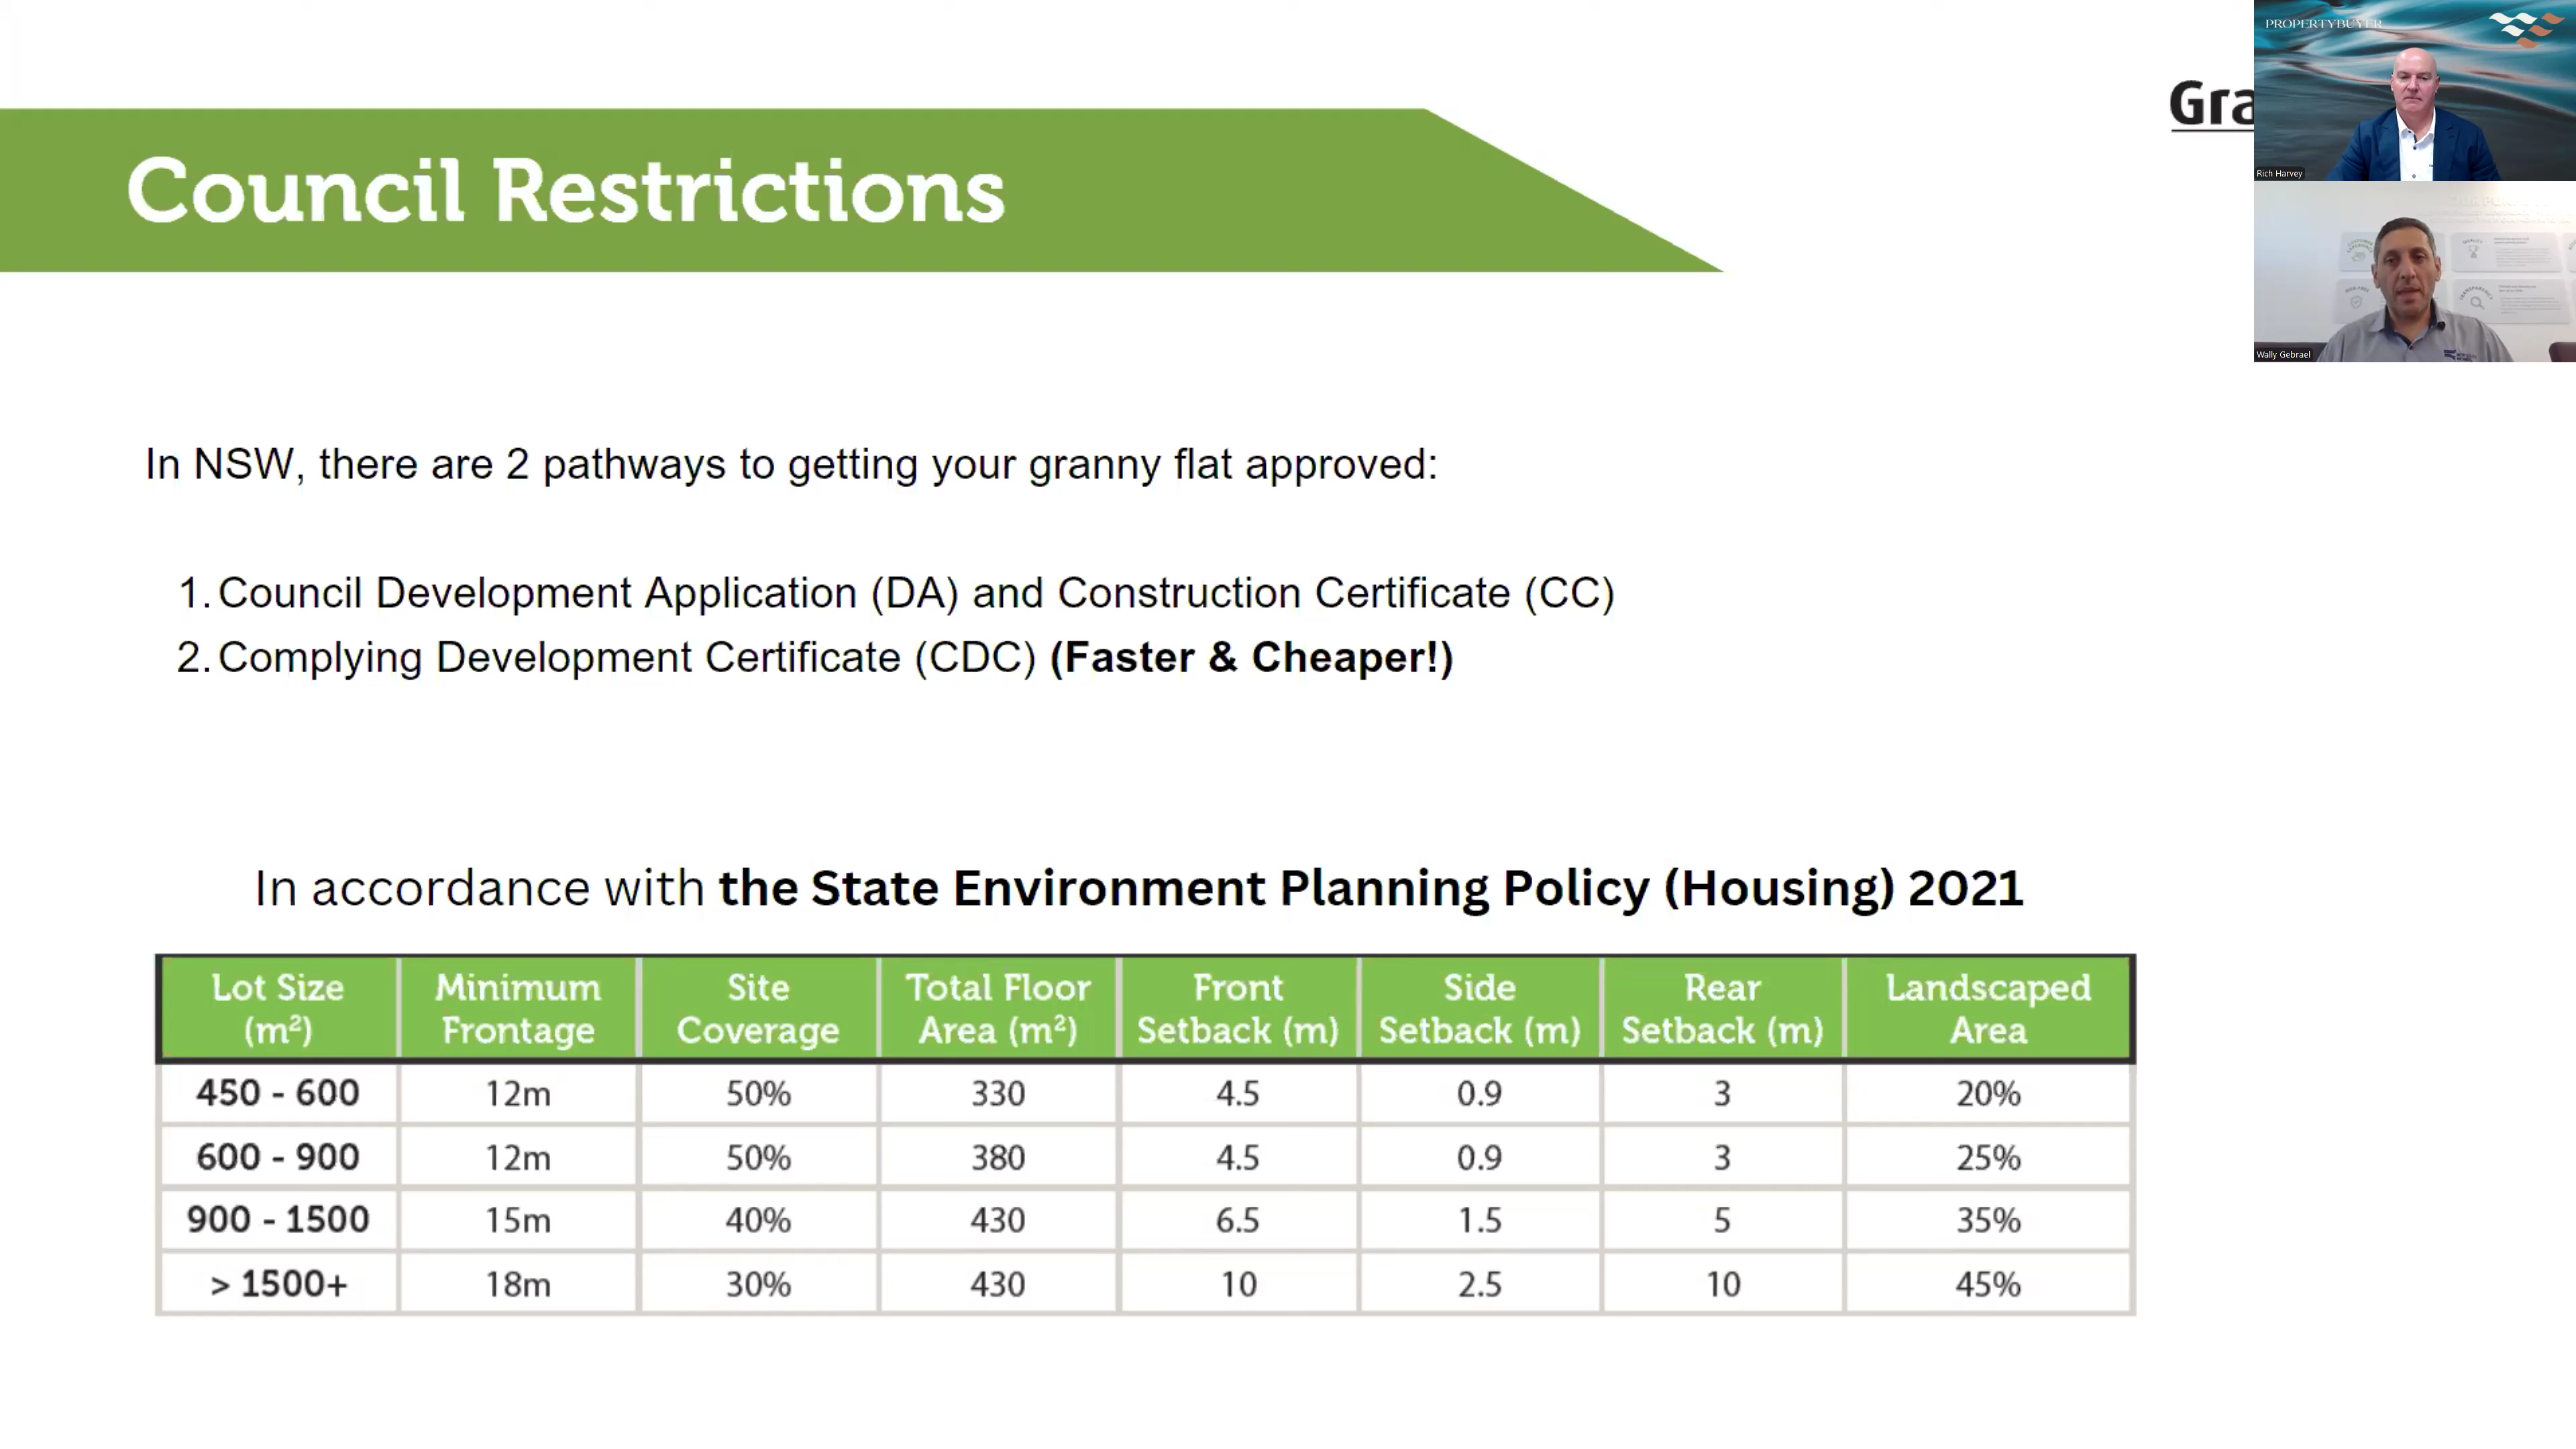 PROPERTYBUYER
Gra
Rich Harvey
Council Restrictions
QUALITY
TRANSPARENCY
Wally Gebrael
In NSW, there are 2 pathways to getting your granny flat approved:
1. Council Development Application (DA) and Construction Certificate (CC)
2. Complying Development Certificate (CDC) (Faster & Cheaper!)
In accordance with the State Environment Planning Policy (Housing) 2021
Lot Size (m²) Minimum Frontage Site Coverage Total Floor Area (m²) Front Setback (m) Side Setback (m) Rear Setback (m) Landscaped Area
450 - 600 12m 50% 330 4.5 0.9 3 20%
600 - 900 12m 50% 380 4.5 0.9 3 25%
900 - 1500 15m 40% 430 6.5 1.5 5 35%
> 1500+ 18m 30% 430 10 2.5 10 45%